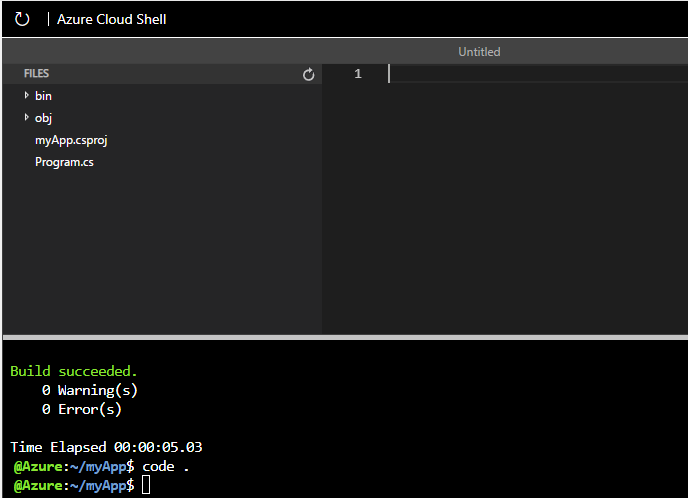 Azure Cloud Shell
Untitled
FILES
1
bin
obj
myApp.csproj
Program.cs
Build succeeded.
0 Warning(s)
0 Error(s)
Time Elapsed 00:00:05.03
@Azure:~/myApp$ code .
@Azure:~/myApp$